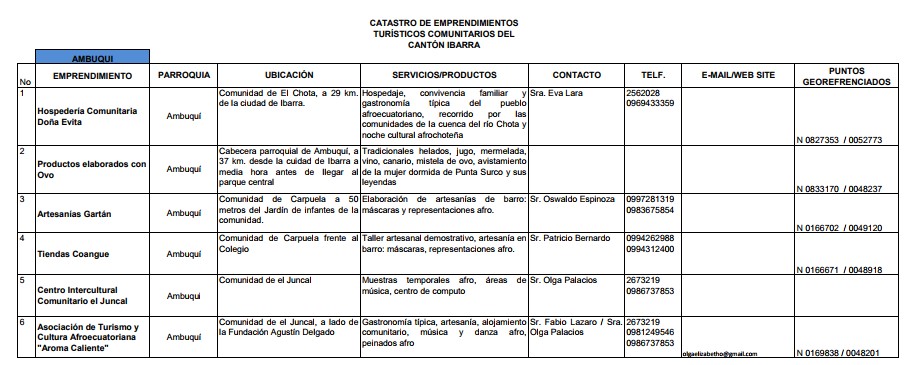 CATASTRO DE EMPRENDIMIENTOS
TURÍSTICOS COMUNITARIOS DEL
CANTÓN IBARRA
AMBUQUI
No
EMPRENDIMIENTO
PARROQUIA
UBICACIÓN
SERVICIOS/PRODUCTOS
CONTACTO
TELF.
E-MAIL/WEB SITE
PUNTOS
GEOREFRENCIADOS
1
Hospedería Comunitaria
Doña Evita
Ambuquí
Comunidad de El Chota, a 29 km.
de la ciudad de Ibarra.
Hospedaje, convivencia familiar y
gastronomía típica del pueblo
afroecuatoriano, recorrido por las
comunidades de la cuenca del río Chota y
noche cultural afrochoteña
Sra. Eva Lara
2562028
0969433359
N 0827353 / 0052773
2
Productos elaborados con
Ovo
Ambuquí
Cabecera parroquial de Ambuquí, a
37 km. desde la cuidad de Ibarra a
media hora antes de llegar al
parque central
Tradicionales helados, jugo, mermelada,
vino, canario, mistela de ovo, avistamiento
de la mujer dormida de Punta Surco y sus
leyendas
N 0833170 / 0048237
3
Artesanías Gartán
Ambuquí
Comunidad de Carpuela a 50
metros del Jardín de infantes de la
comunidad.
Elaboración de artesanías de barro:
máscaras y representaciones afro.
Sr. Oswaldo Espinoza
0997281319
0983675854
N 0166702 / 0049120
4
Tiendas Coangue
Ambuquí
Comunidad de Carpuela frente al
Colegio
Taller artesanal demostrativo, artesanía en
barro: máscaras, representaciones afro.
Sr. Patricio Bernardo
0994262988
0994312400
N 0166671 / 0048918
5
Centro Intercultural
Comunitario el Juncal
Ambuquí
Comunidad de el Juncal
Muestras temporales afro, áreas de
música, centro de computo
Sr. Olga Palacios
2673219
0986737853
6
Asociación de Turismo y
Cultura Afroecuatoriana
"Aroma Caliente"
Ambuquí
Comunidad de el Juncal, a lado de
la Fundación Agustín Delgado
Gastronomía típica, artesanía, alojamiento
comunitario, música y danza afro,
peinados afro
Sr. Fabio Lazaro / Sra.
Olga Palacios
2673219
0981249546
0986737853
olgaelizabetho@gmail.com
N 0169838 / 0048201